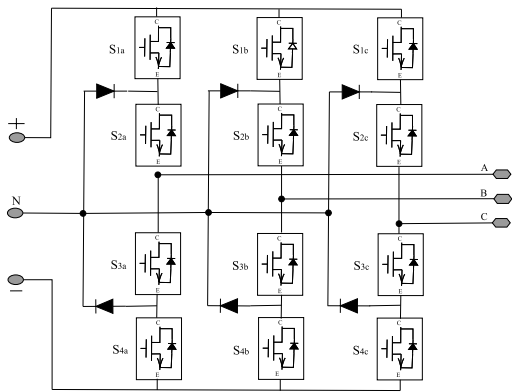 C C C
S1a S1b S1c
E E E
C C C
+
S2a S2b S2c
E E E
A
B
N
C
C C C
S3a S3b S3c
E E E
−
C C C
S4a S4b S4c
E E E